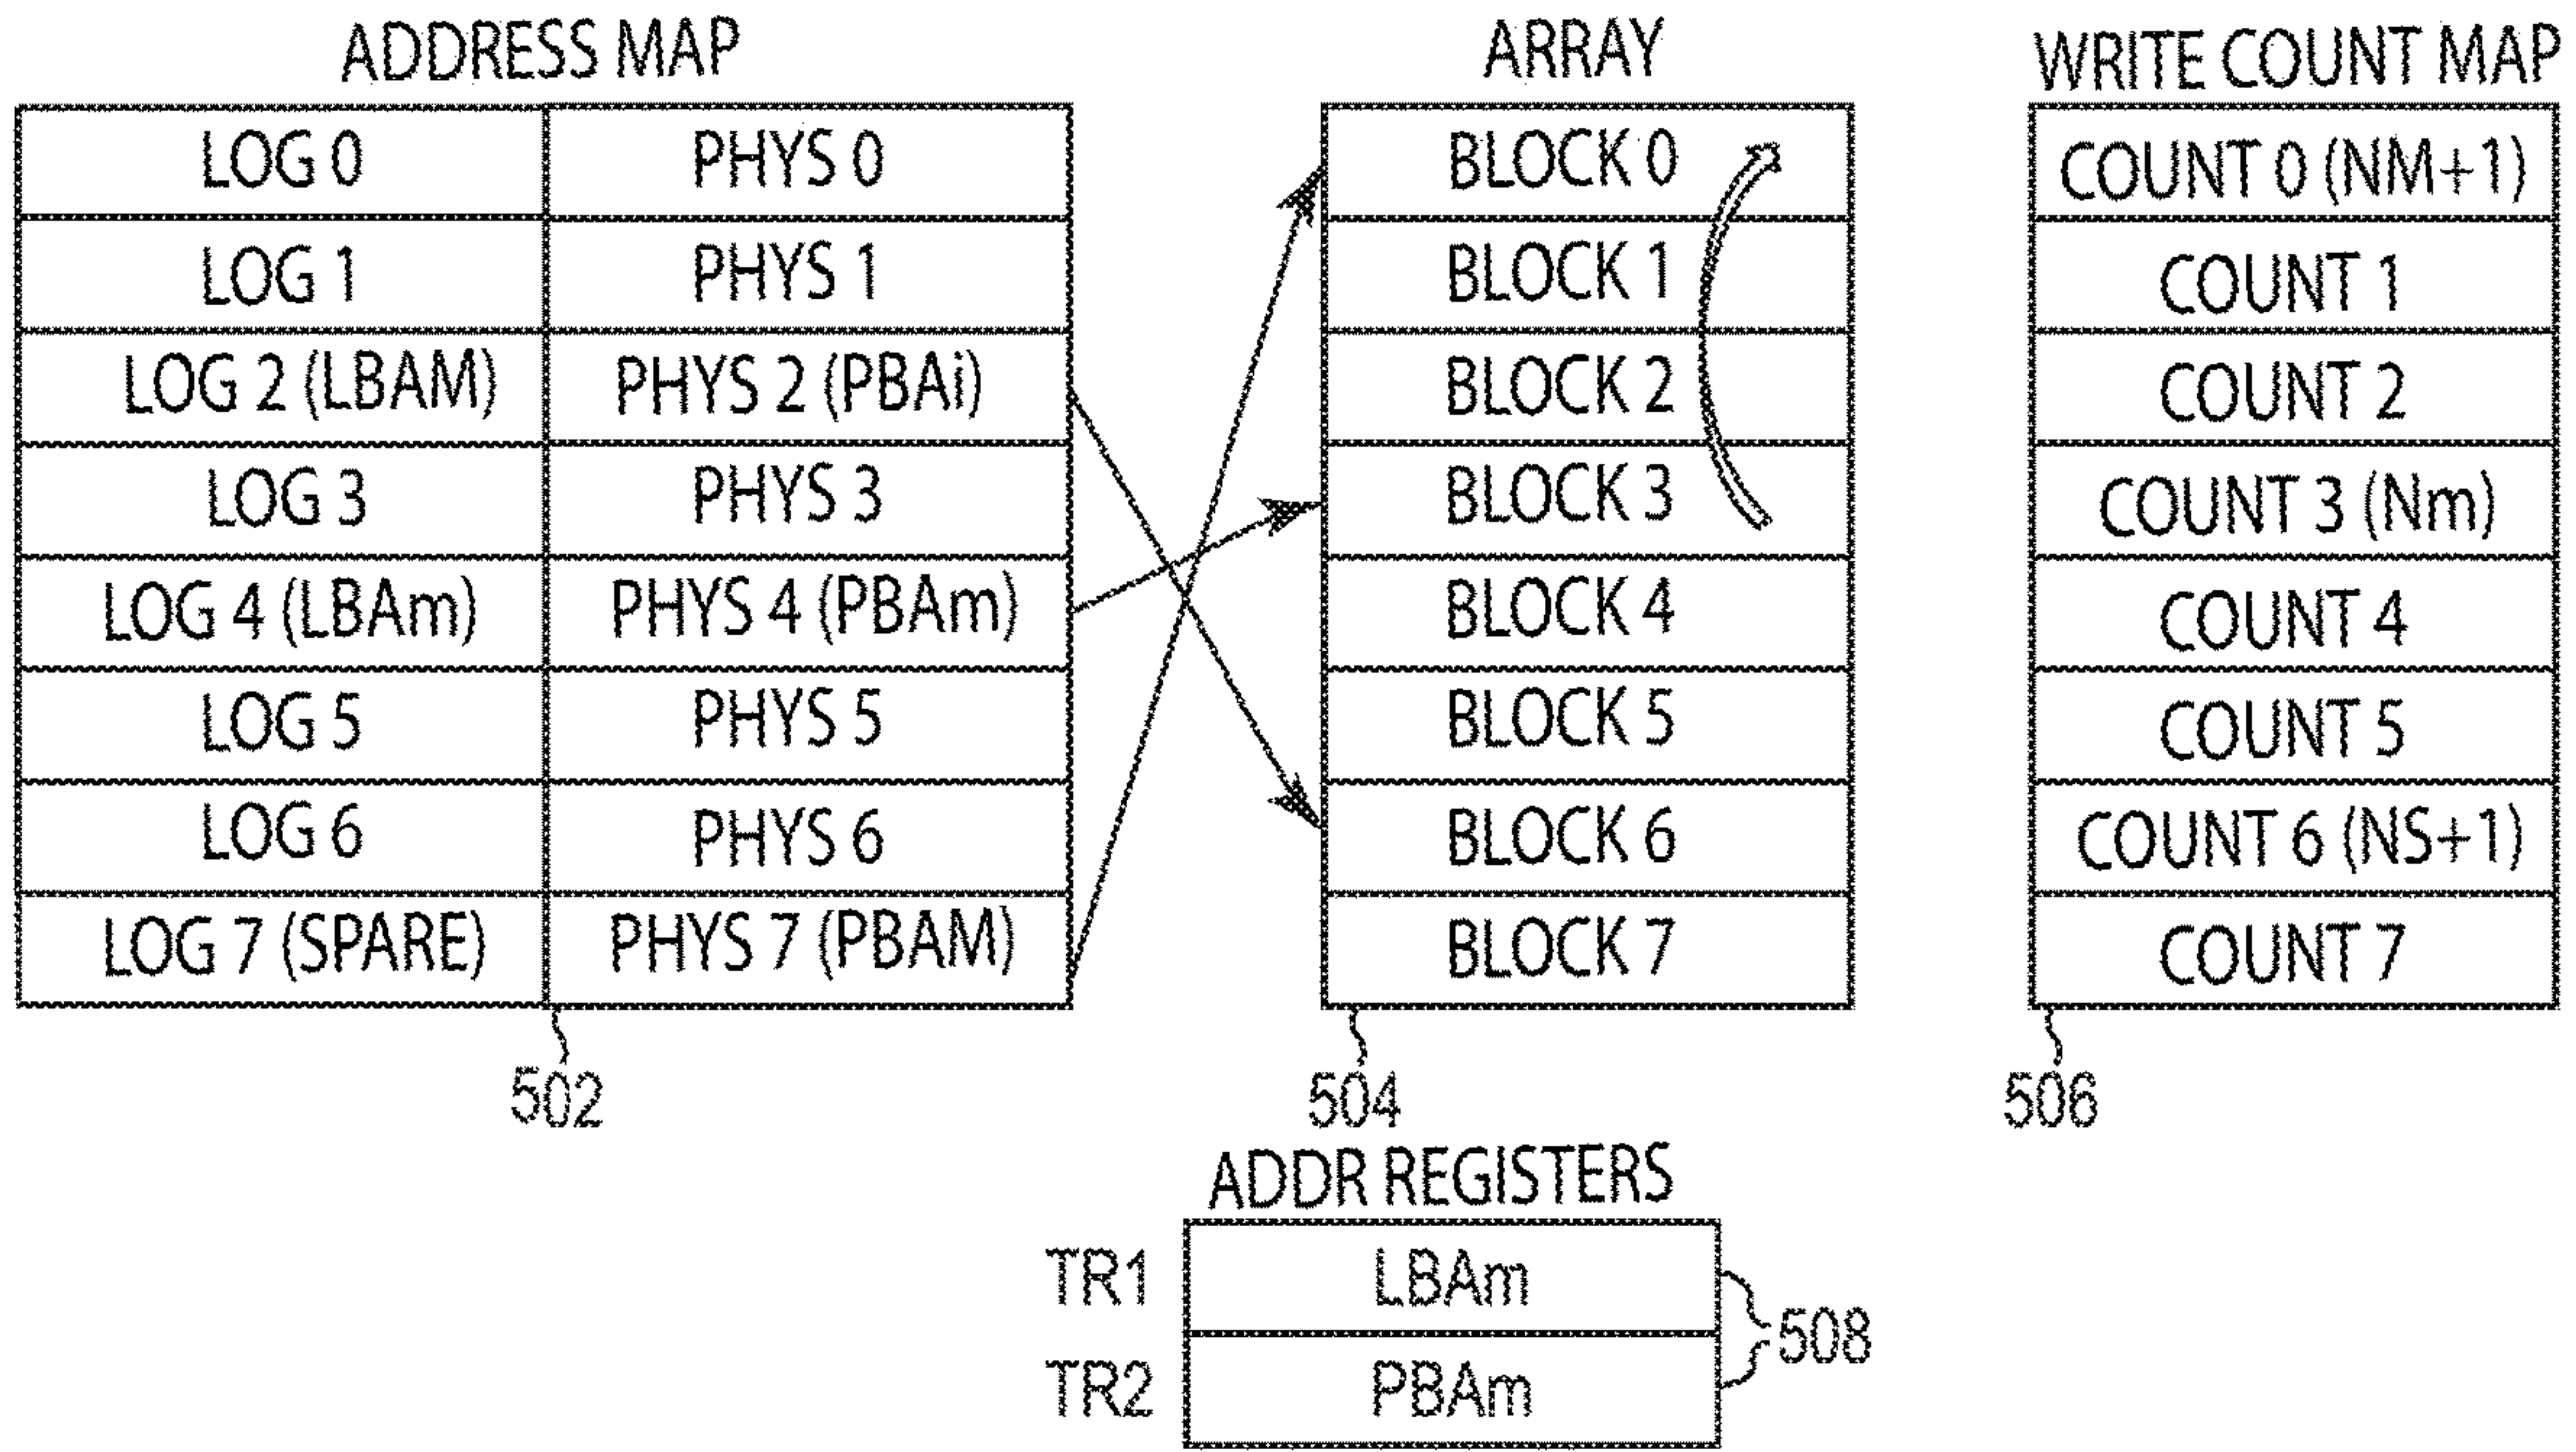 ADDRESS MAP
LOG 0 PHYS 0
LOG 1 PHYS 1
LOG 2 (LBAM) PHYS 2 (PBAi)
LOG 3 PHYS 3
LOG 4 (LBAm) PHYS 4 (PBAm)
LOG 5 PHYS 5
LOG 6 PHYS 6
LOG 7 (SPARE) PHYS 7 (PBAM)
502
ARRAY
BLOCK 0
BLOCK 1
BLOCK 2
BLOCK 3
BLOCK 4
BLOCK 5
BLOCK 6
BLOCK 7
504
WRITE COUNT MAP
COUNT 0 (NM+1)
COUNT 1
COUNT 2
COUNT 3 (Nm)
COUNT 4
COUNT 5
COUNT 6 (NS+1)
COUNT 7
506
ADDR REGISTERS
TR1 LBAm
TR2 PBAm
508